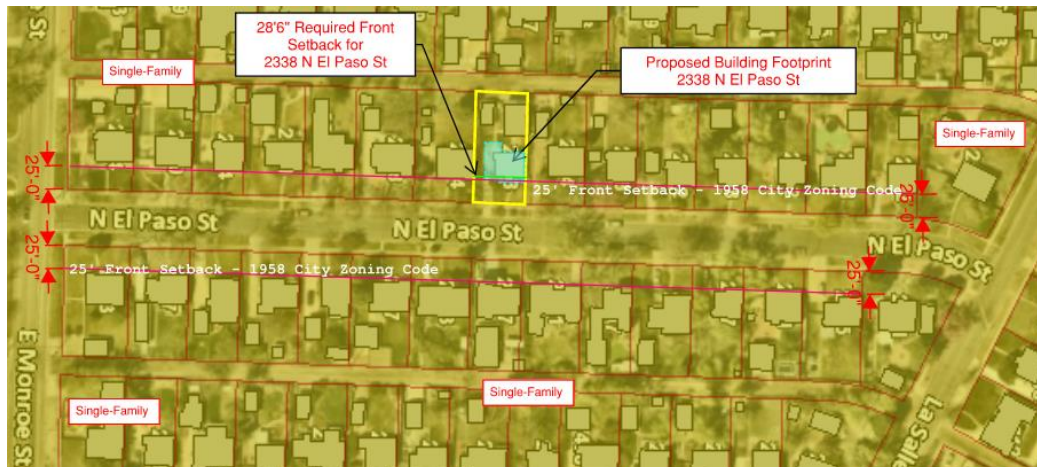 28'6" Required Front
Setback for
2338 N El Paso St
Proposed Building Footprint
2338 N El Paso St
Single-Family
Single-Family
25'-0"
25' Front Setback - 1958 City Zoning Code
25'-0"
N El Paso St
N El Paso St
N El Paso St
25'-0"
25' Front Setback - 1958 City Zoning Code
25'-0"
E Monroe St
Single-Family
Single-Family
La Salle